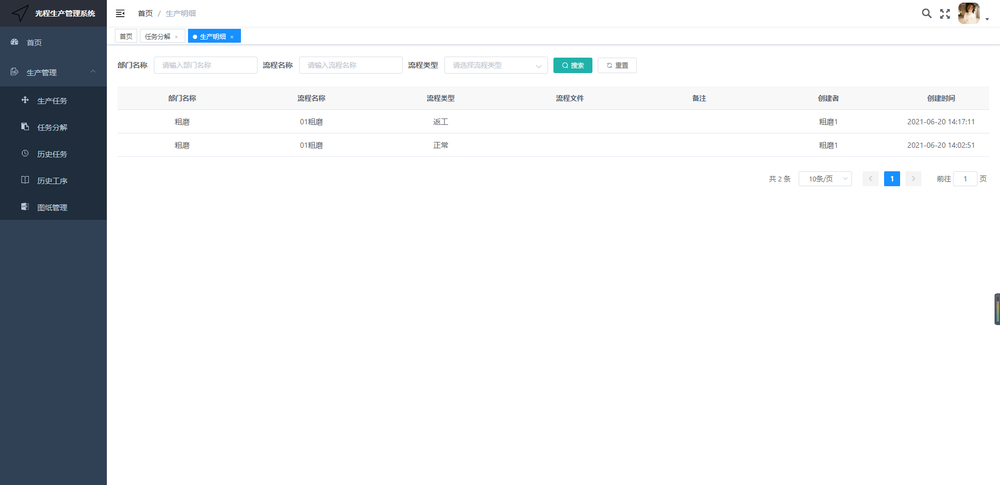 光程生产管理系统
首页
生产管理
生产任务
任务分解
历史任务
历史工序
图纸管理
首页 / 生产明细
首页 任务分解 × 生产明细 ×
部门名称 请输入部门名称 流程名称 请输入流程名称 流程类型 请选择流程类型 搜索 重置
部门名称 流程名称 流程类型 流程文件 备注 创建者 创建时间
粗磨 01粗磨 返工 粗磨1 2021-06-20 14:17:11
粗磨 01粗磨 正常 粗磨1 2021-06-20 14:02:51
共 2 条 10条/页 1 前往 1 页